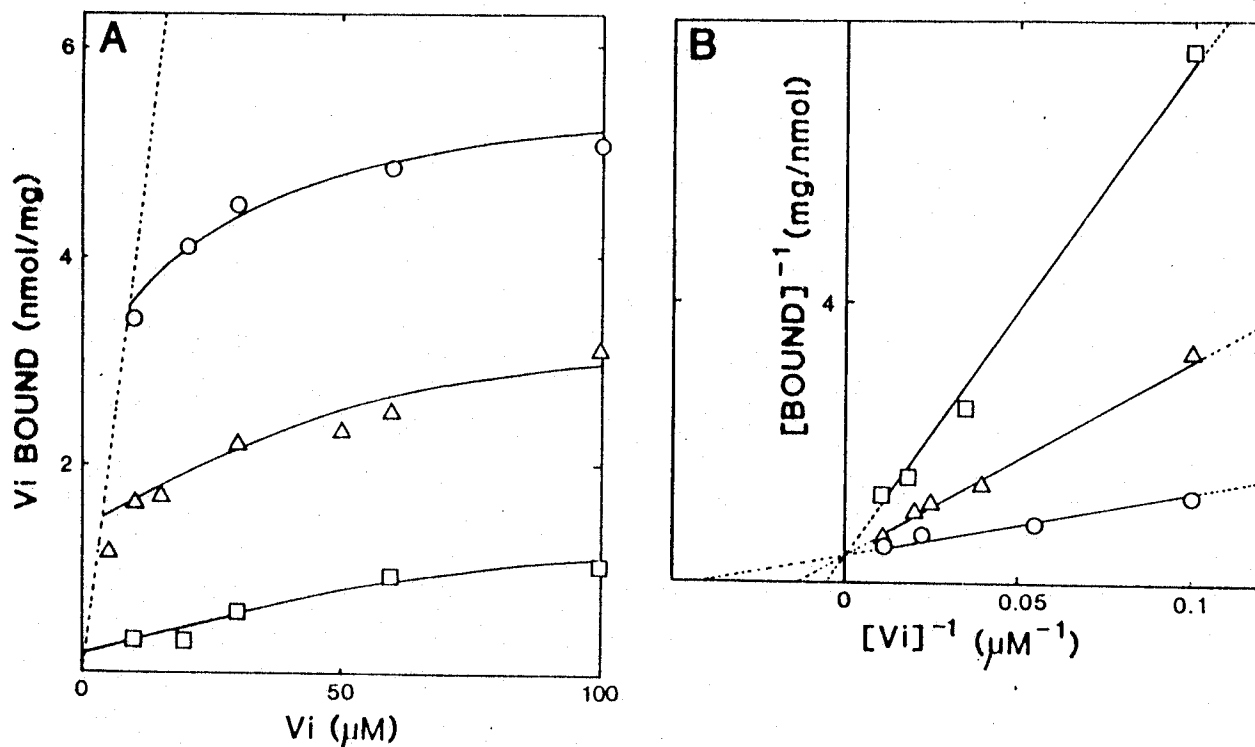 A
6
4
2
Vi BOUND (nmol/mg)
0
50
100
Vi (μM)
B
4
[BOUND]⁻¹ (mg/nmol)
0
0.05
0.1
[Vi]⁻¹ (μM⁻¹)